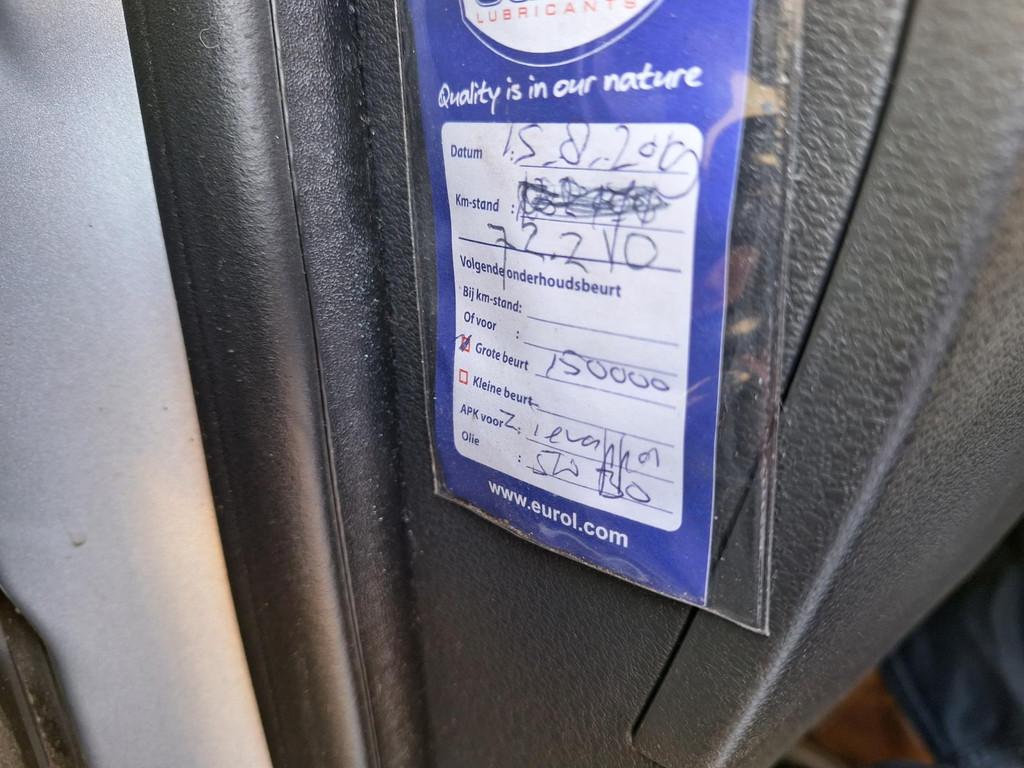 LUBRICANTS
Quality is in our nature
Datum 15.8.200
Km-stand :
72.210
Volgende onderhoudsbeurt
Bij km-stand:
Of voor :
Grote beurt 150000
Kleine beurt
APK voor :
Olie :
www.eurol.com